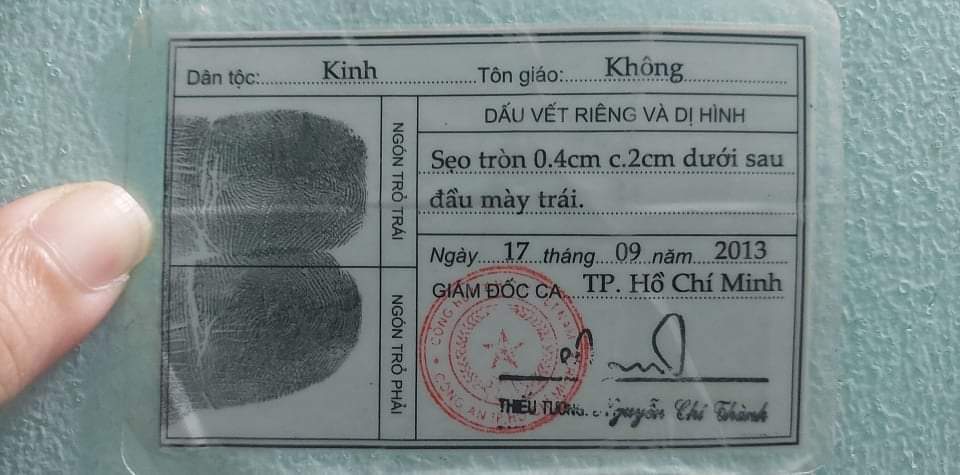 Dân tộc: Kinh Tôn giáo: Không
NGÓN TRỎ TRÁI
DẤU VẾT RIÊNG VÀ DỊ HÌNH
Sẹo tròn 0.4cm c.2cm dưới sau
đầu mày trái.
NGÓN TRỎ PHẢI
Ngày 17 tháng 09 năm 2013
GIÁM ĐỐC CA TP. Hồ Chí Minh
THIẾU TƯỚNG: Nguyễn Chí Thành